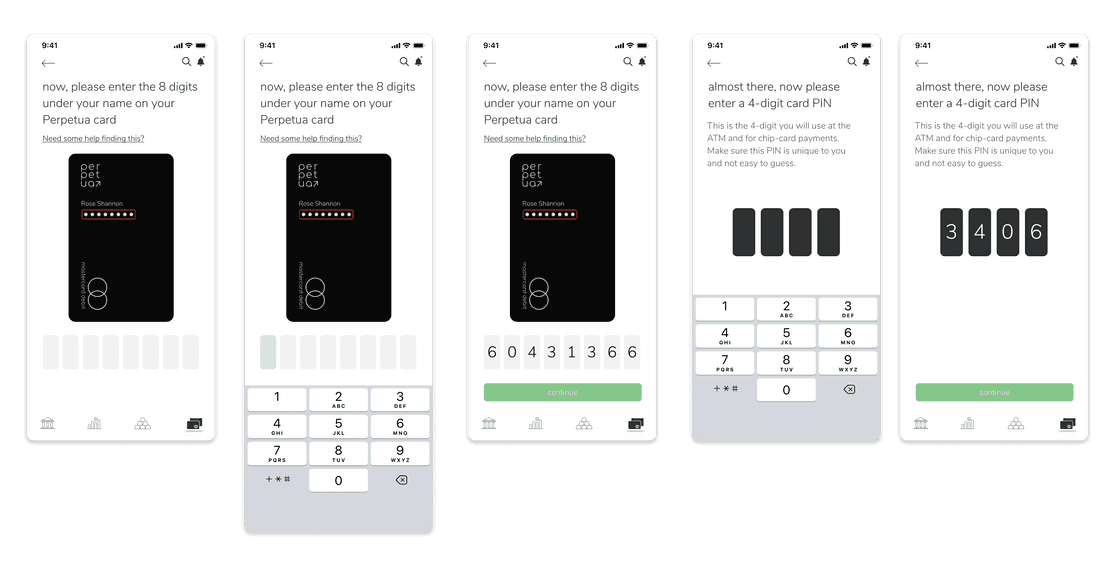 9:41
now, please enter the 8 digits
under your name on your
Perpetua card
Need some help finding this?
per
pet
ua
Rose Shannon
mastercard debit
9:41
now, please enter the 8 digits
under your name on your
Perpetua card
Need some help finding this?
per
pet
ua
Rose Shannon
mastercard debit
1 2 3
ABC DEF
4 5 6
GHI JKL MNO
7 8 9
PQRS TUV WXYZ
+ * # 0
9:41
now, please enter the 8 digits
under your name on your
Perpetua card
Need some help finding this?
per
pet
ua
Rose Shannon
mastercard debit
6 0 4 3 1 3 6 6
continue
9:41
almost there, now please
enter a 4-digit card PIN
This is the 4-digit you will use at the
ATM and for chip-card payments.
Make sure this PIN is unique to you
and not easy to guess.
1 2 3
ABC DEF
4 5 6
GHI JKL MNO
7 8 9
PQRS TUV WXYZ
+ * # 0
9:41
almost there, now please
enter a 4-digit card PIN
This is the 4-digit you will use at the
ATM and for chip-card payments.
Make sure this PIN is unique to you
and not easy to guess.
3 4 0 6
continue